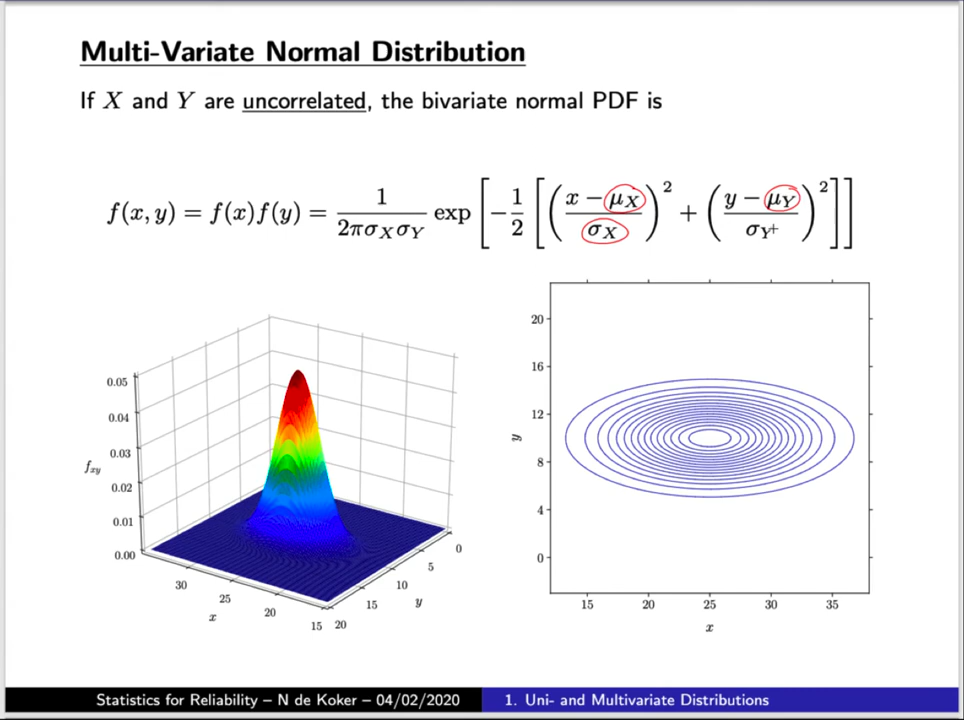 Multi-Variate Normal Distribution
If X and Y are uncorrelated, the bivariate normal PDF is
f(x, y) = f(x)f(y) = 1/(2πσ_Xσ_Y) exp[−1/2[((x − μ_X)/σ_X)² + ((y − μ_Y)/σ_Y)²]]
0.05
0.04
0.03
0.02
0.01
0.00
f_xy
30
25
20
15
x
20
15
10
5
0
y
20
16
12
8
4
0
y
15
20
25
30
35
x
Statistics for Reliability – N de Koker – 04/02/2020
1. Uni- and Multivariate Distributions